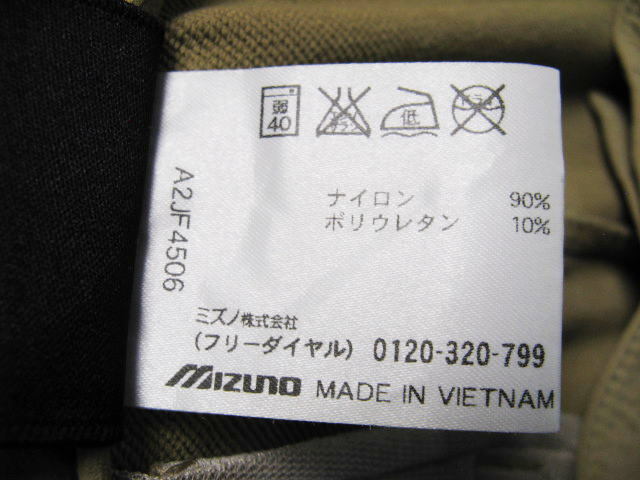 弱
40
低
ナイロン 90%
ポリウレタン 10%
A2JF4506
ミズノ株式会社
(フリーダイヤル) 0120-320-799
MIZUNO MADE IN VIETNAM